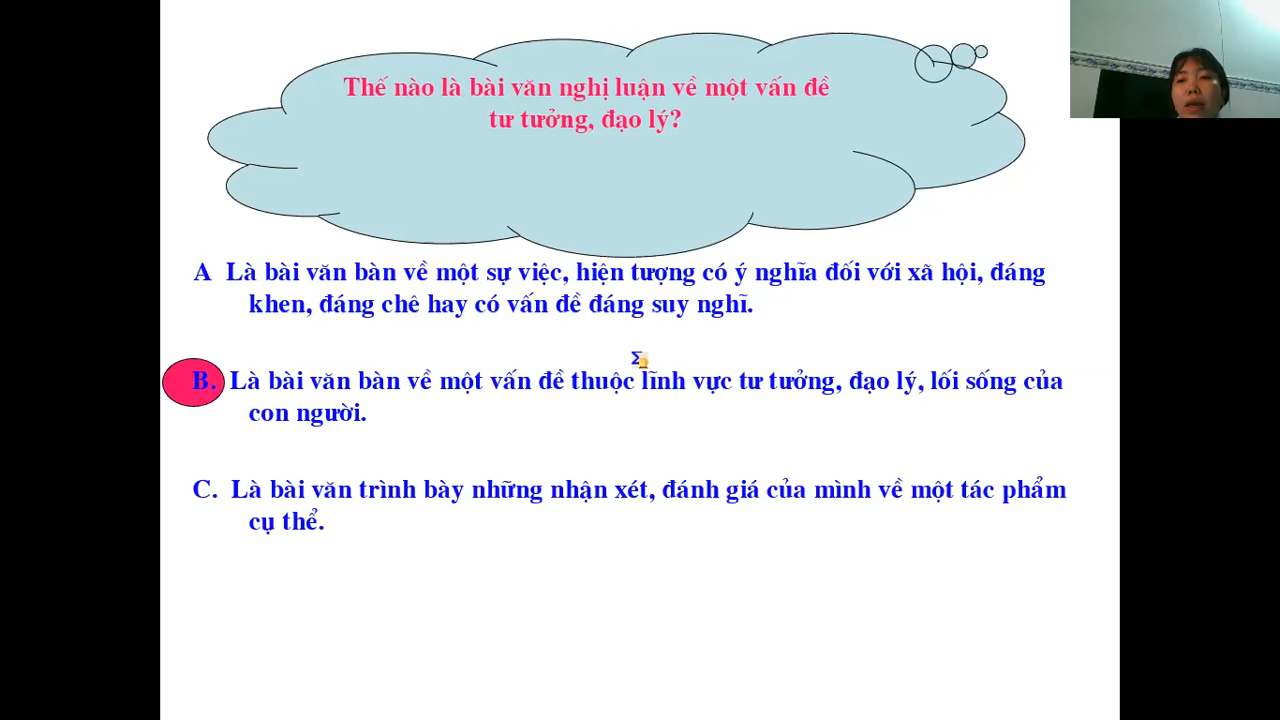 Thế nào là bài văn nghị luận về một vấn đề
tư tưởng, đạo lý?
A Là bài văn bàn về một sự việc, hiện tượng có ý nghĩa đối với xã hội, đáng
khen, đáng chê hay có vấn đề đáng suy nghĩ.
Σ
B. Là bài văn bàn về một vấn đề thuộc lĩnh vực tư tưởng, đạo lý, lối sống của
con người.
C. Là bài văn trình bày những nhận xét, đánh giá của mình về một tác phẩm
cụ thể.